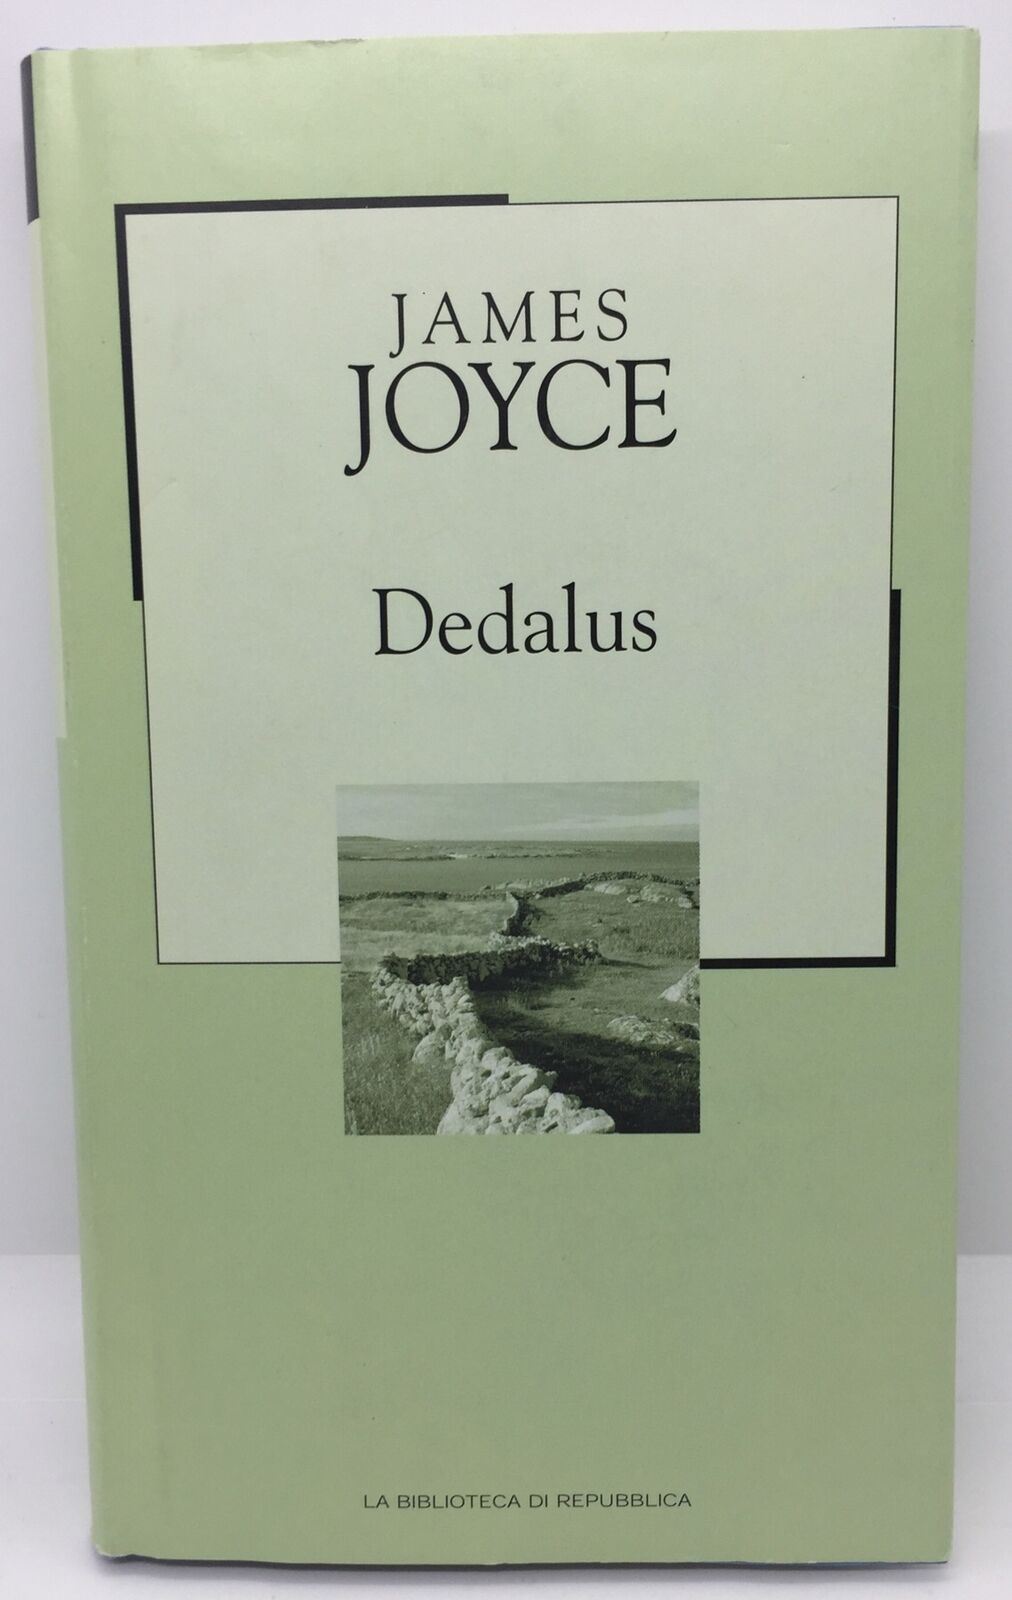 JAMES
JOYCE
Dedalus
LA BIBLIOTECA DI REPUBBLICA